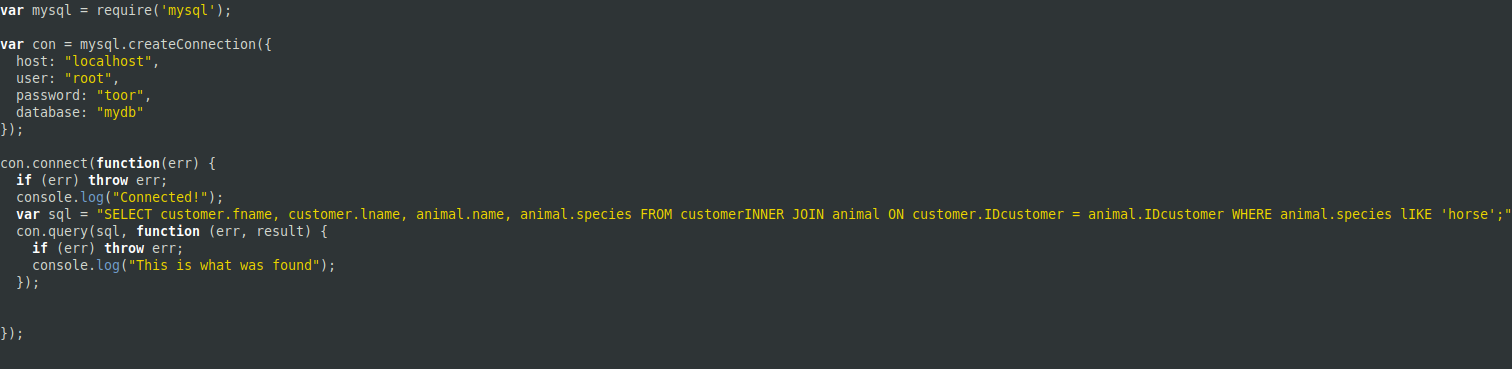 var mysql = require('mysql');
var con = mysql.createConnection({
  host: "localhost",
  user: "root",
  password: "toor",
  database: "mydb"
});
con.connect(function(err) {
  if (err) throw err;
  console.log("Connected!");
  var sql = "SELECT customer.fname, customer.lname, animal.name, animal.species FROM customerINNER JOIN animal ON customer.IDcustomer = animal.IDcustomer WHERE animal.species lIKE 'horse';"
  con.query(sql, function (err, result) {
    if (err) throw err;
    console.log("This is what was found");
  });
});